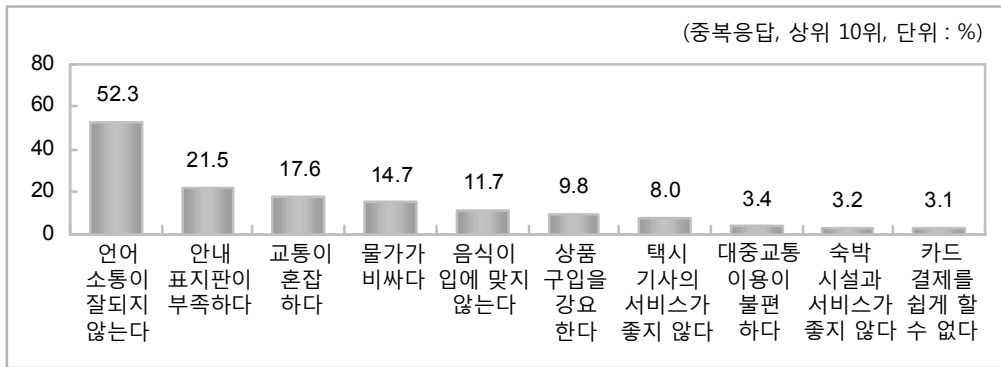 (중복응답, 상위 10위, 단위 : %)
80
60
40
20
0
52.3
21.5
17.6
14.7
11.7
9.8
8.0
3.4
3.2
3.1
언어
소통이
잘되지
않는다
안내
표지판이
부족하다
교통이
혼잡
하다
물가가
비싸다
음식이
입에 맞지
않는다
상품
구입을
강요
한다
택시
기사의
서비스가
좋지 않다
대중교통
이용이
불편
하다
숙박
시설과
서비스가
좋지 않다
카드
결제를
쉽게 할
수 없다